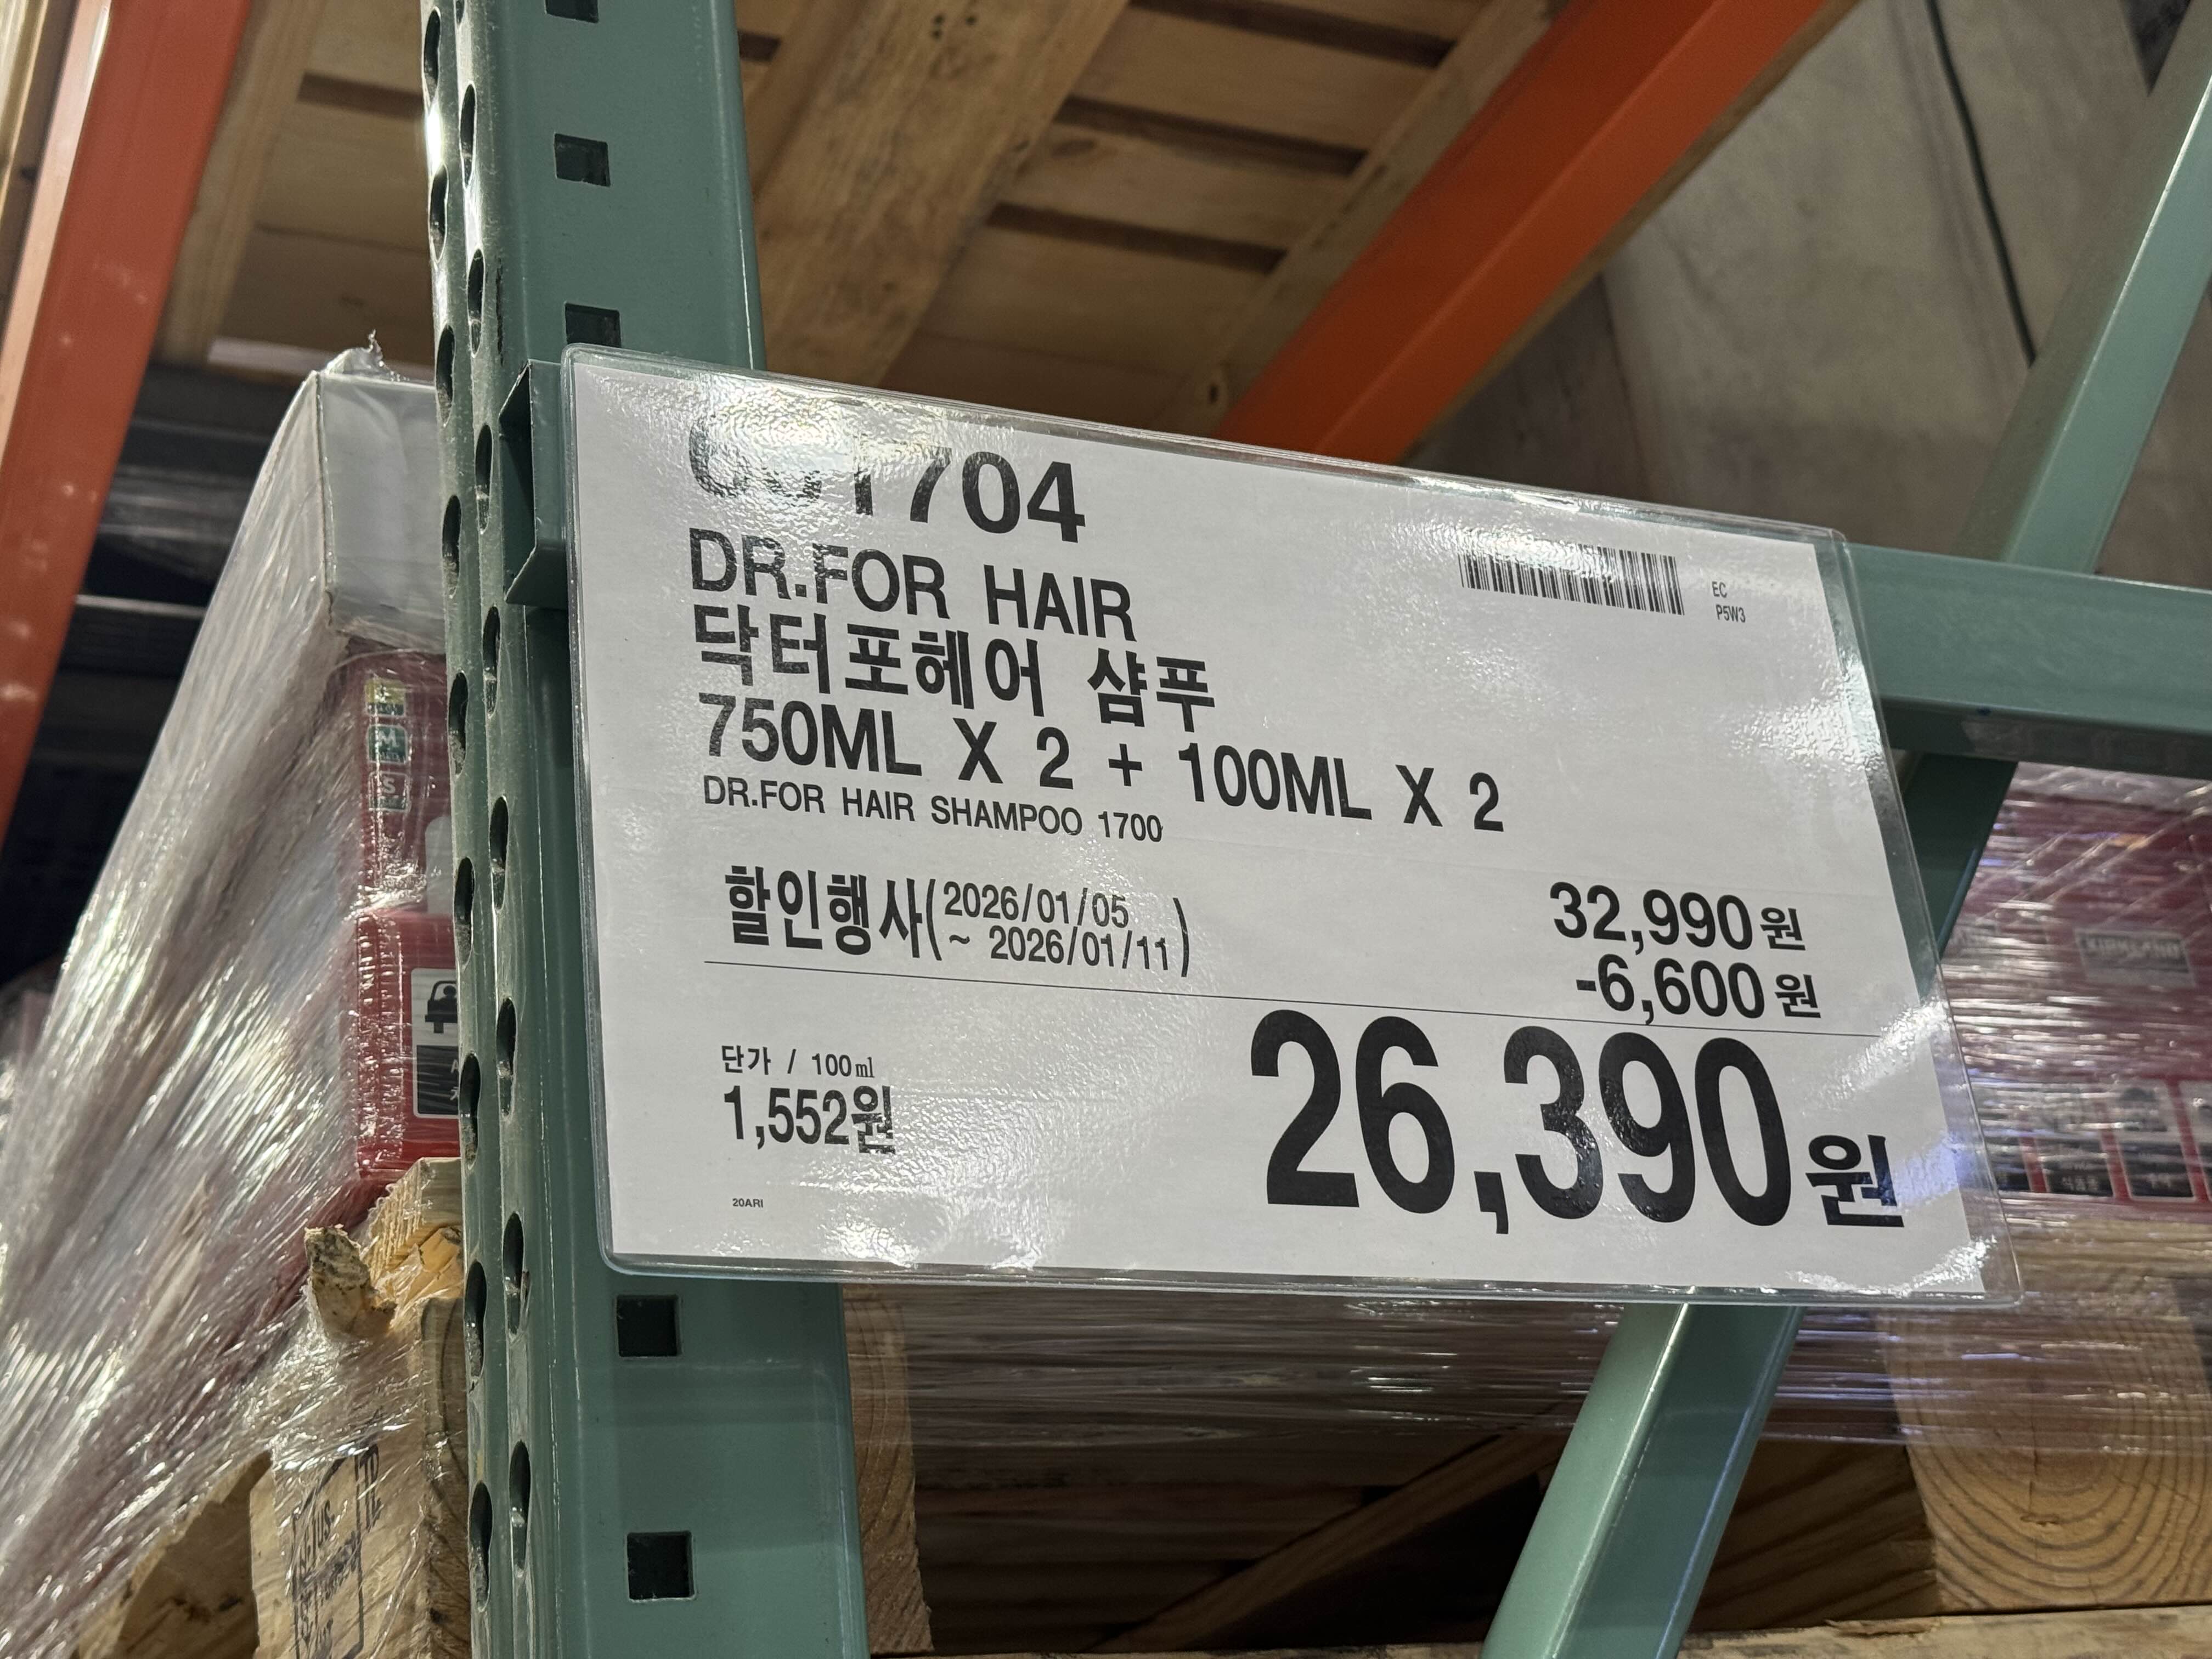 DR.FOR HAIR
닥터포헤어 샴푸
750ML X 2 + 100ML X 2
DR.FOR HAIR SHAMPOO 1700
EC
P5W3
할인행사(2026/01/05 ~ 2026/01/11)
32,990원
-6,600원
단가 / 100㎖
1,552원
26,390원
20ARI
M
S
KIRKLAND